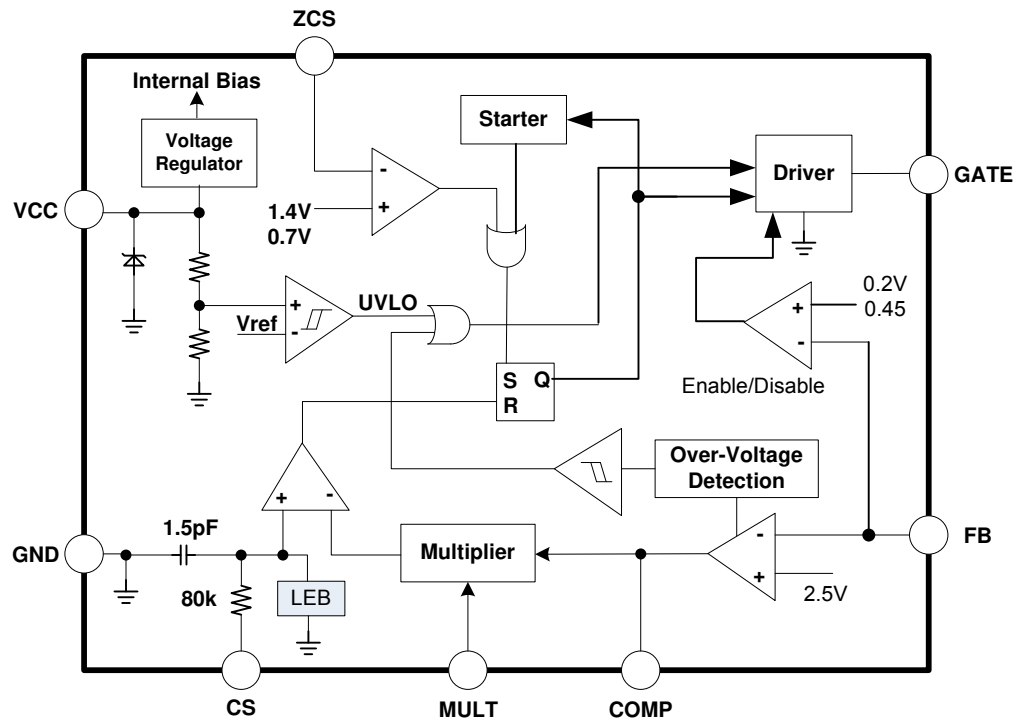 ZCS
Internal Bias
Voltage
Regulator
Starter
Driver
GATE
VCC
-
+
1.4V
0.7V
UVLO
+
-
Vref
0.2V
0.45
+
-
Enable/Disable
S Q
R
Over-Voltage
Detection
+ -
1.5pF
GND
Multiplier
-
+
FB
2.5V
80k
LEB
CS
MULT
COMP